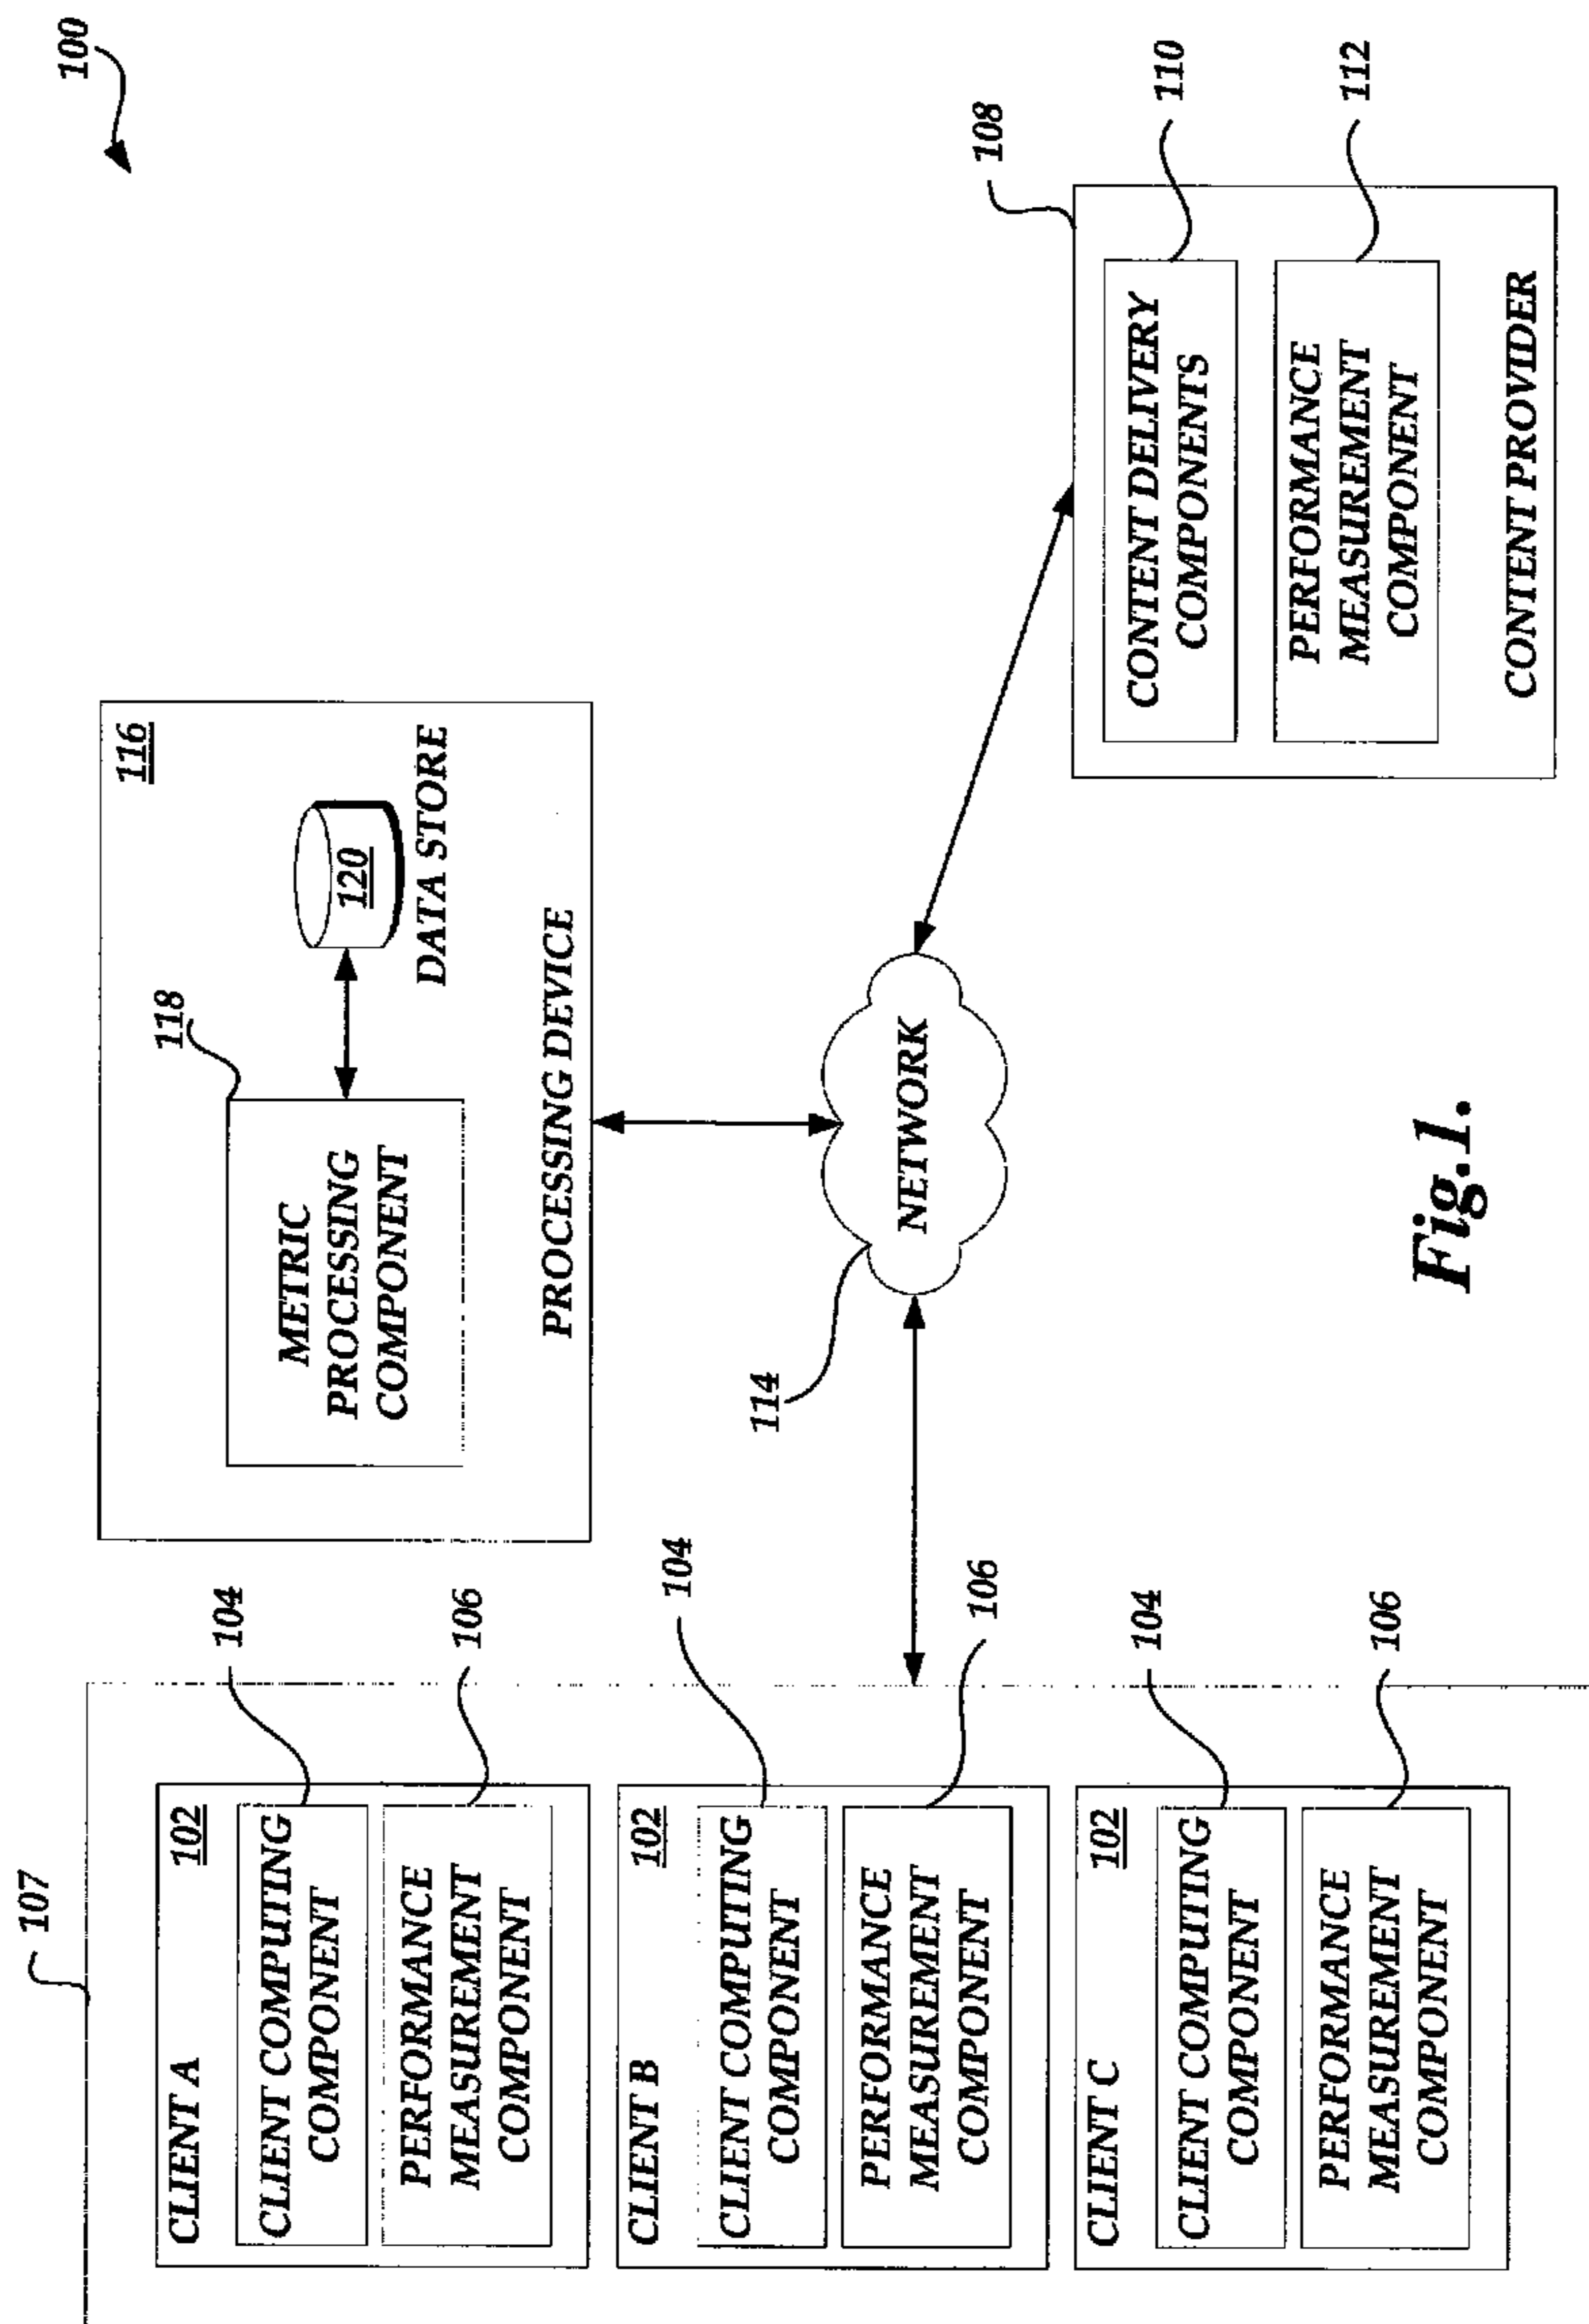 100
107
CLIENT A
102
CLIENT COMPUTING
COMPONENT
104
PERFORMANCE
MEASUREMENT
COMPONENT
106
CLIENT B
102
CLIENT COMPUTING
COMPONENT
104
PERFORMANCE
MEASUREMENT
COMPONENT
106
CLIENT C
102
CLIENT COMPUTING
COMPONENT
104
PERFORMANCE
MEASUREMENT
COMPONENT
106
116
118
METRIC
PROCESSING
COMPONENT
120
DATA STORE
PROCESSING DEVICE
114
NETWORK
108
CONTENT DELIVERY
COMPONENTS
110
PERFORMANCE
MEASUREMENT
COMPONENT
112
CONTENT PROVIDER
Fig.1.